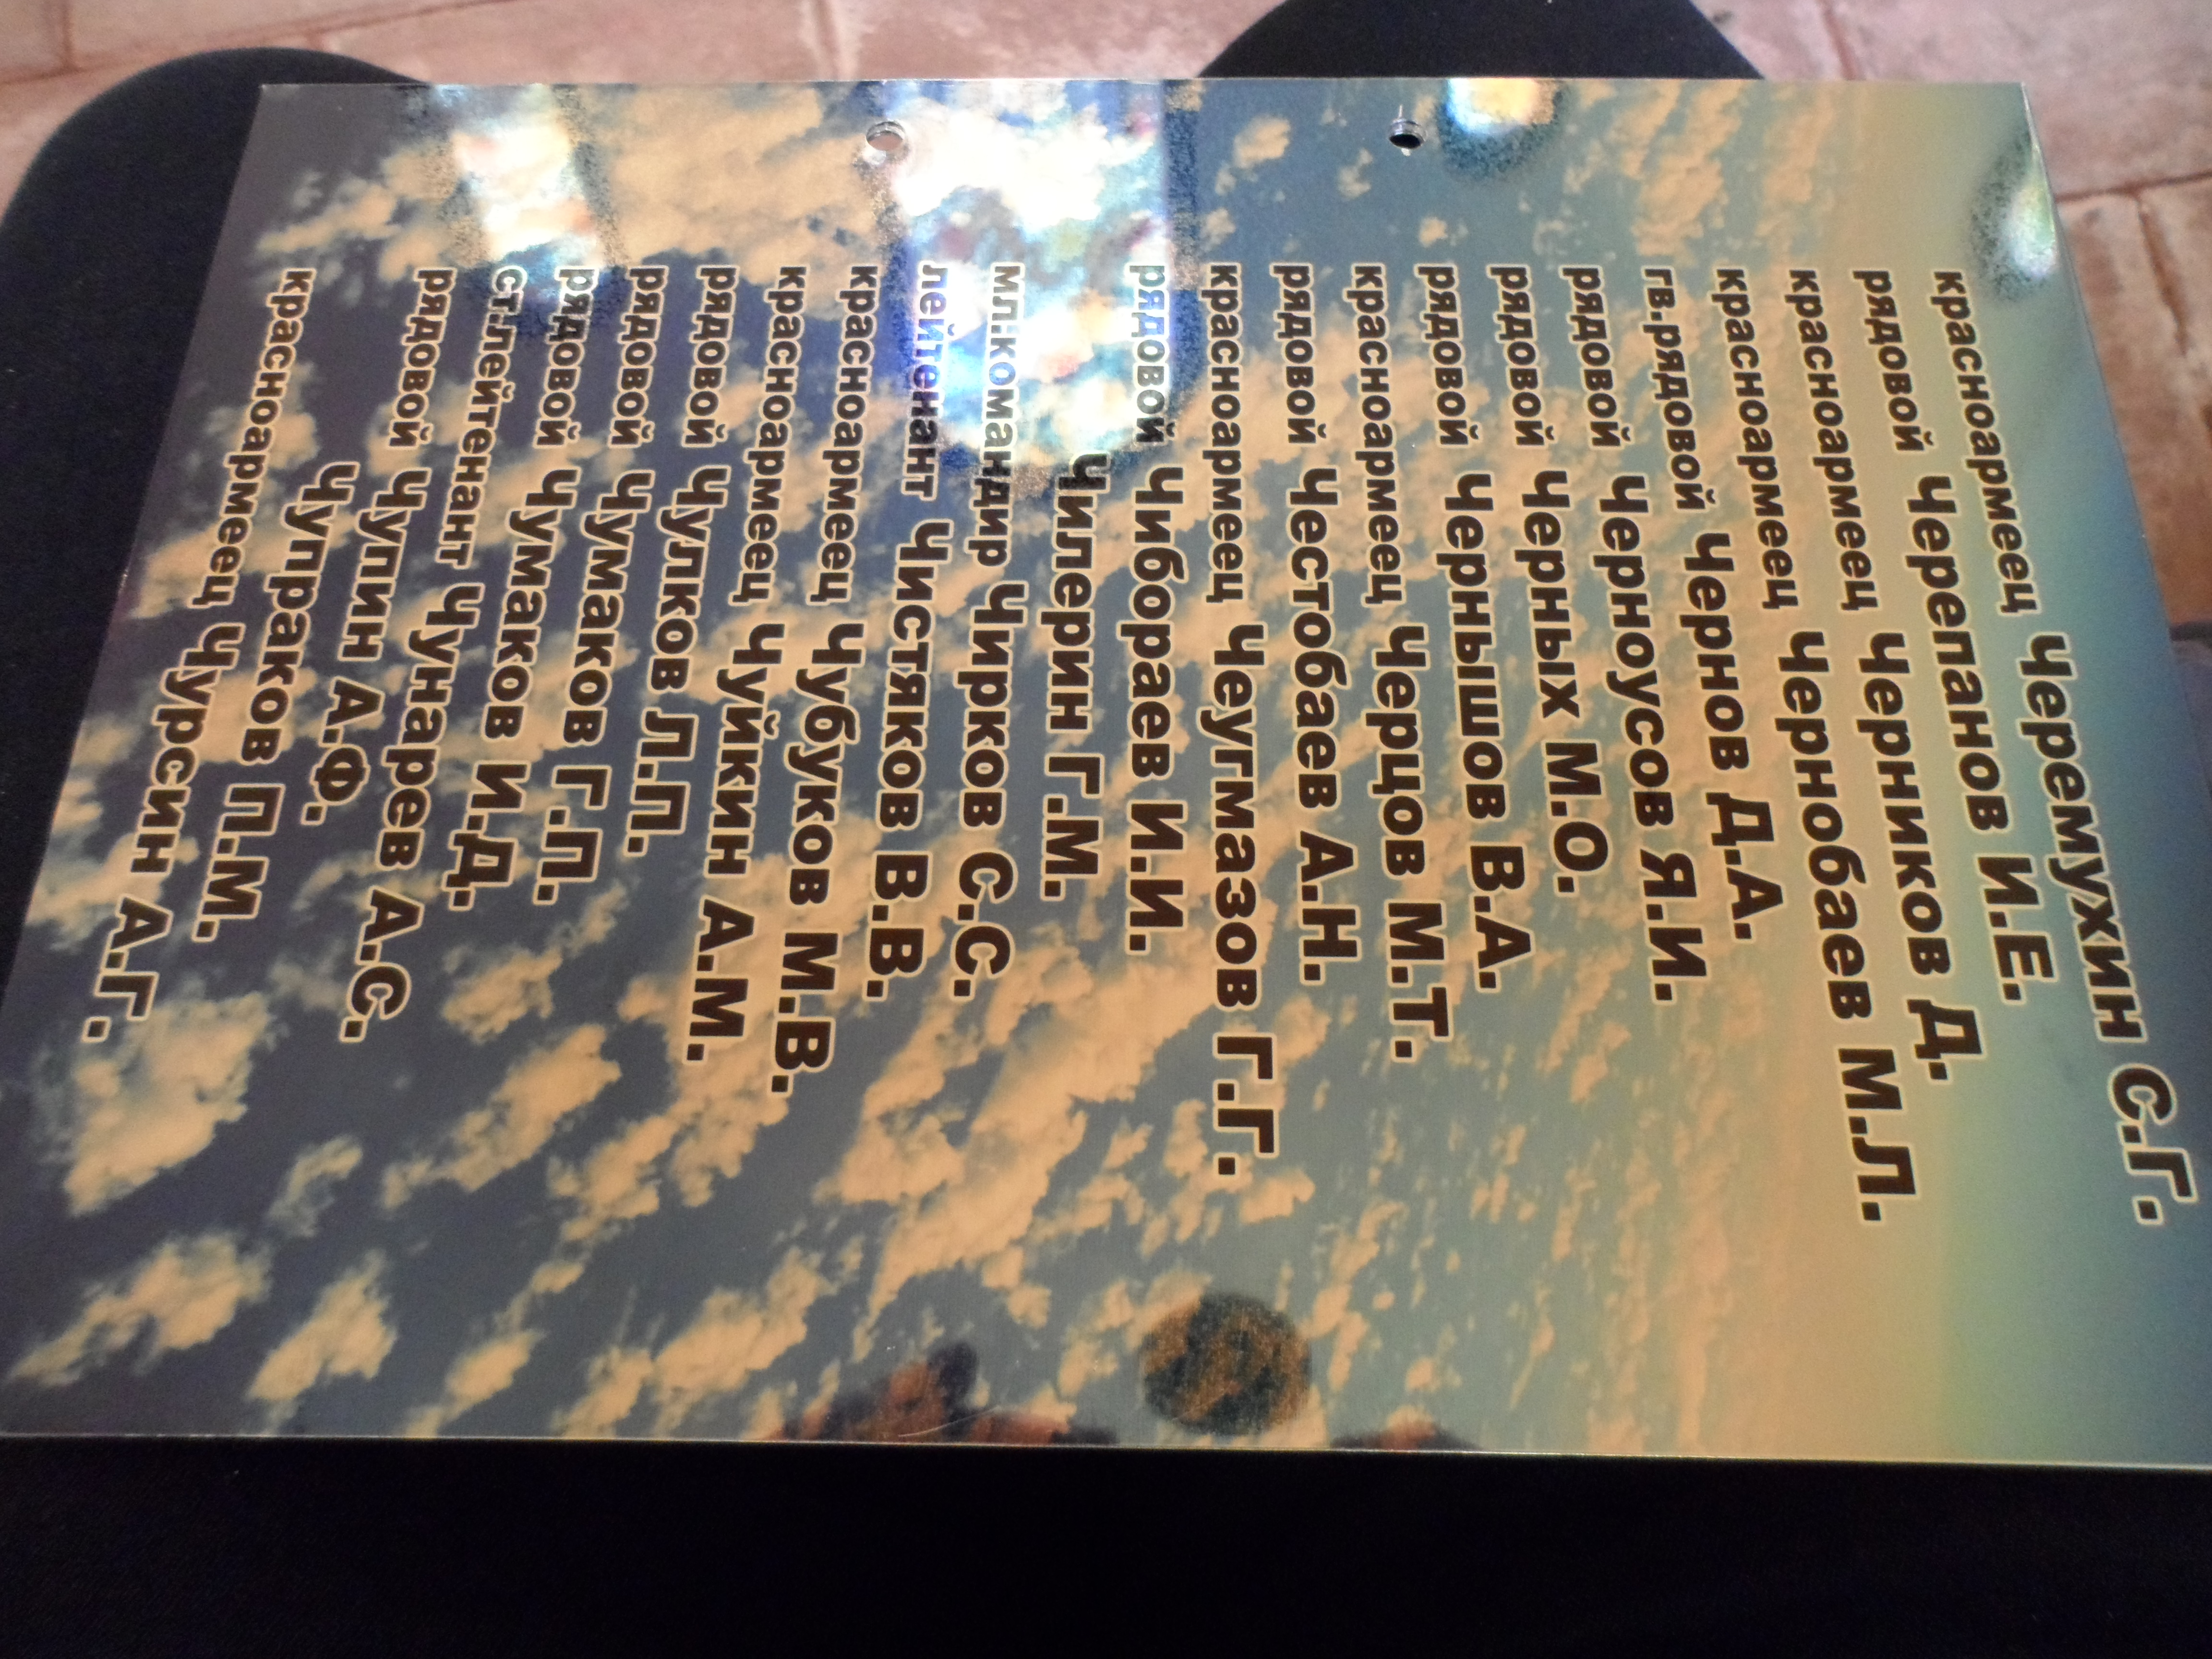 красноармеец Черемухин С.Г.
рядовой Черепанов И.Е.
красноармеец Черников Д.
красноармеец Чернобаев М.Л.
гв.рядовой Чернов Д.А.
рядовой Черноусов Я.И.
рядовой Черных М.О.
рядовой Чернышов В.А.
красноармеец Черцов М.Т.
рядовой Честобаев А.Н.
красноармеец Чеугмазов Г.Г.
рядовой Чибораев И.И.
Чилерин Г.М.
мл.командир Чирков С.С.
лейтенант Чистяков В.В.
красноармеец Чубуков М.В.
красноармеец Чуйкин А.М.
рядовой Чулков Л.П.
рядовой Чумаков Г.П.
рядовой Чумаков И.Д.
ст.лейтенант Чунарев А.С.
рядовой Чупин А.Ф.
Чупраков П.М.
красноармеец Чурсин А.Г.